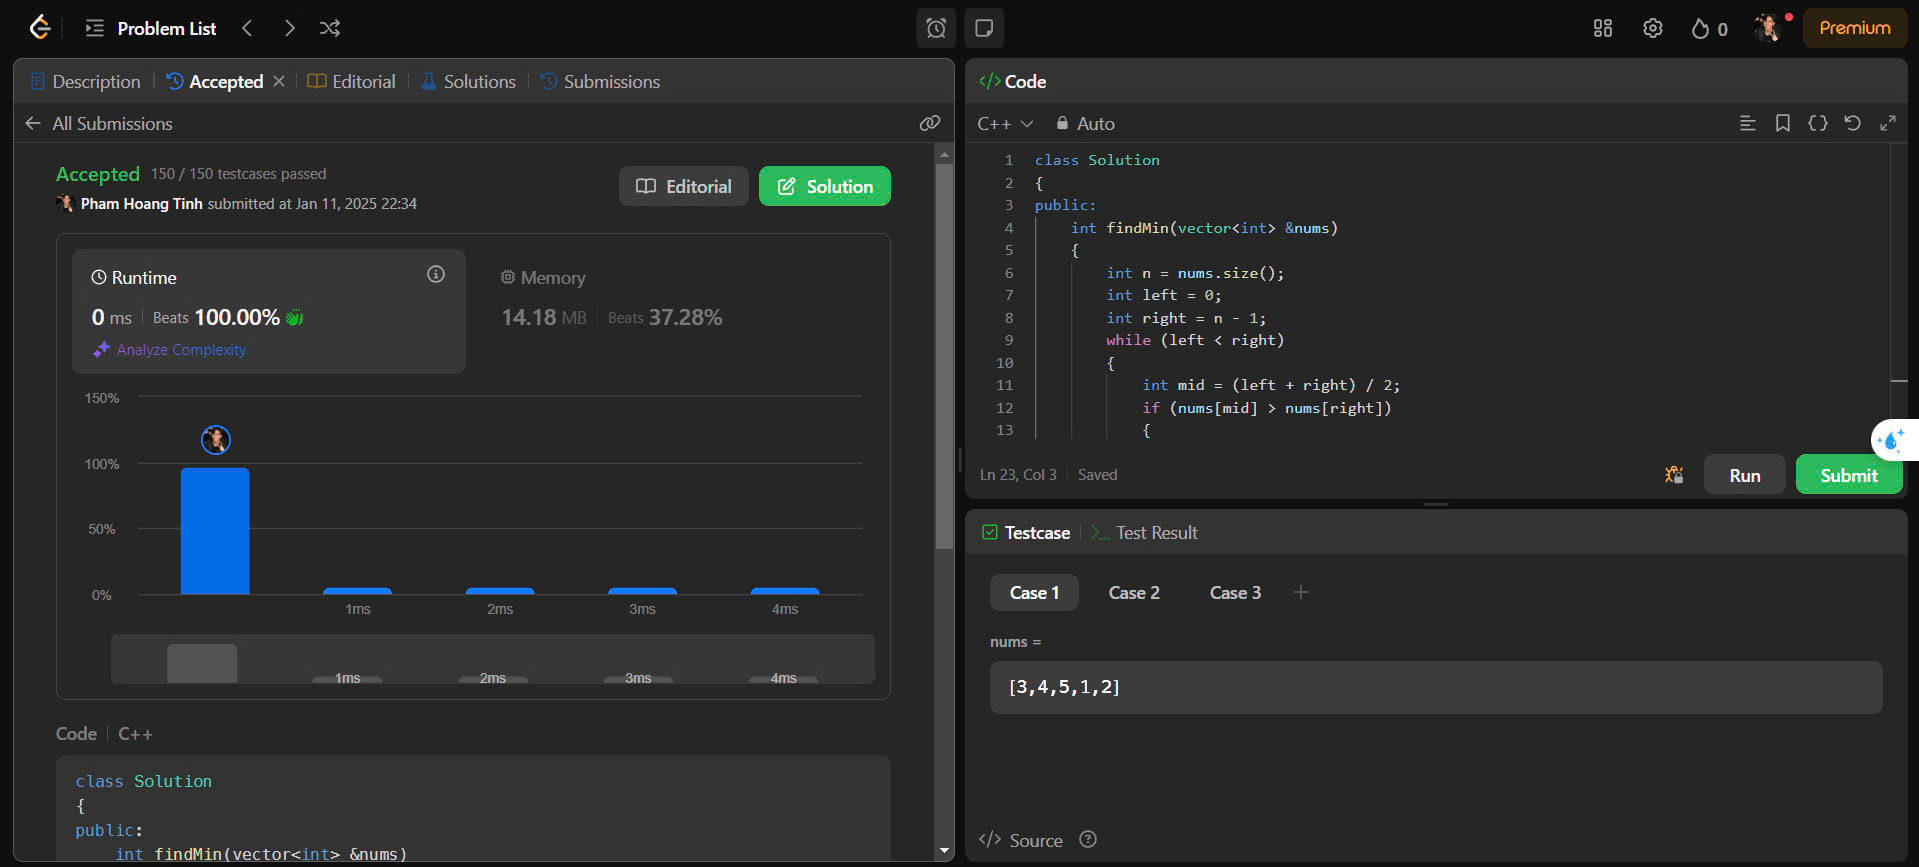 Problem List
0
Premium
Description
Accepted
Editorial
Solutions
Submissions
All Submissions
Accepted 150 / 150 testcases passed
Pham Hoang Tinh submitted at Jan 11, 2025 22:34
Editorial
Solution
Runtime
0 ms
Beats 100.00%
Analyze Complexity
Memory
14.18 MB
Beats 37.28%
150%
100%
50%
0%
1ms
2ms
3ms
4ms
1ms
2ms
3ms
4ms
Code
C++
class Solution
{
public:
int findMin(vector<int> &nums)
</> Code
C++
Auto
1 class Solution
2 {
3 public:
4 int findMin(vector<int> &nums)
5 {
6 int n = nums.size();
7 int left = 0;
8 int right = n - 1;
9 while (left < right)
10 {
11 int mid = (left + right) / 2;
12 if (nums[mid] > nums[right])
13 {
Ln 23, Col 3
Saved
Run
Submit
Testcase
>_ Test Result
Case 1
Case 2
Case 3
+
nums =
[3,4,5,1,2]
</> Source